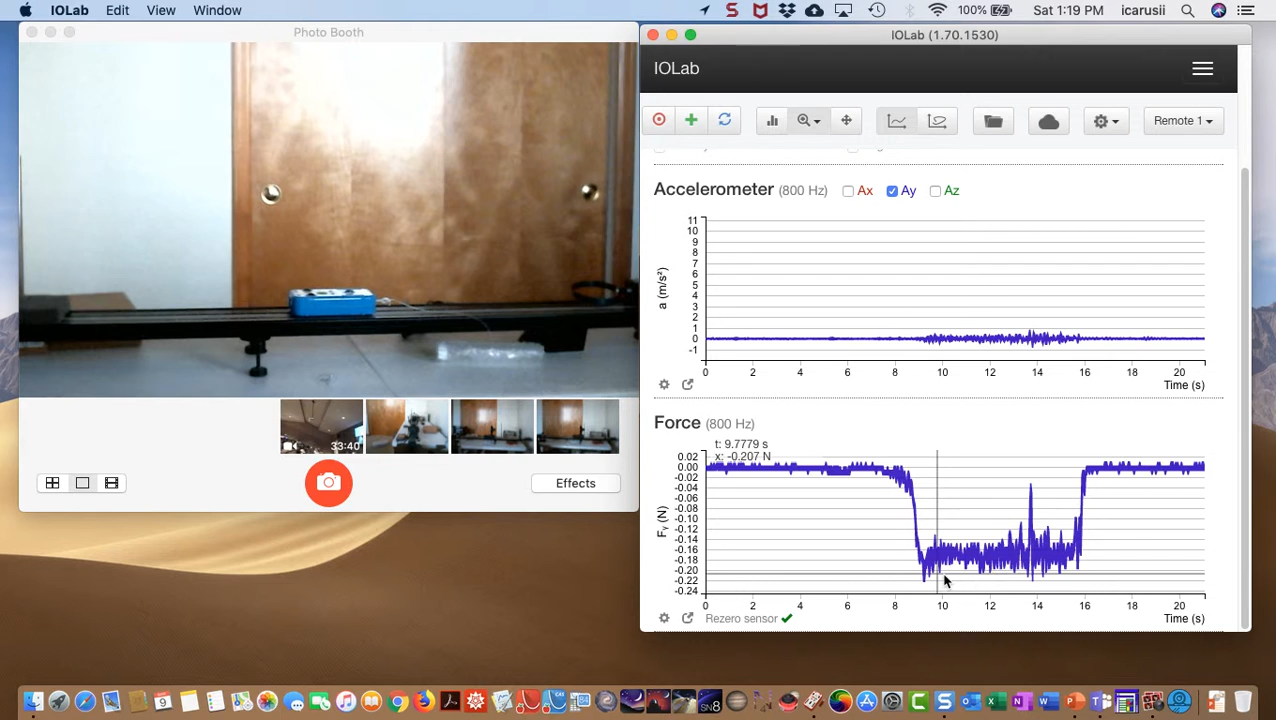 IOLab Edit View Window 100% Sat 1:19 PM icarusii
Photo Booth
33:40
Effects
IOLab (1.70.1530)
IOLab
Remote 1
Accelerometer (800 Hz) Ax Ay Az
11
10
9
8
7
6
5
4
3
2
1
0
-1
a (m/s²)
0 2 4 6 8 10 12 14 16 18 20
Time (s)
Force (800 Hz)
t: 9.7779 s
x: -0.207 N
0.02
0.00
-0.02
-0.04
-0.06
-0.08
-0.10
-0.12
-0.14
-0.16
-0.18
-0.20
-0.22
-0.24
Fy (N)
0 2 4 6 8 10 12 14 16 18 20
Rezero sensor Time (s)